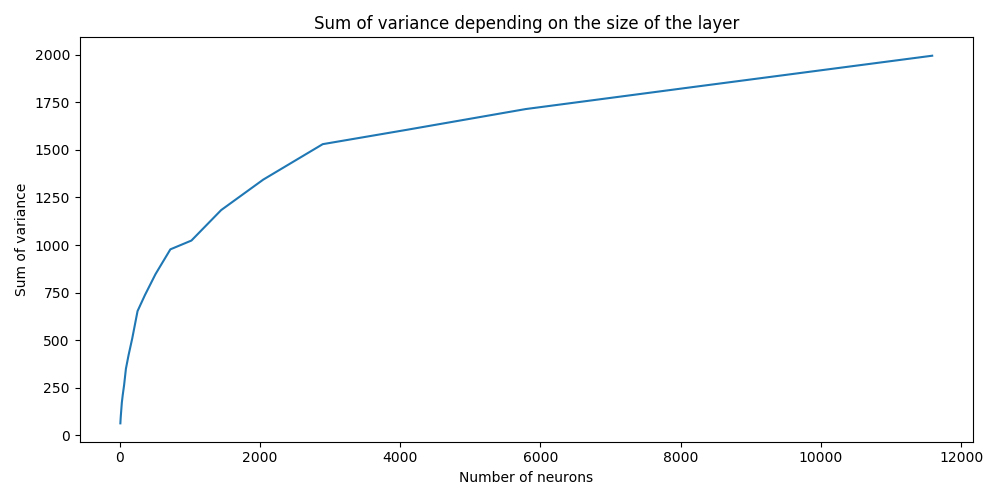 Sum of variance depending on the size of the layer
Sum of variance
2000
1750
1500
1250
1000
750
500
250
0
0 2000 4000 6000 8000 10000 12000
Number of neurons